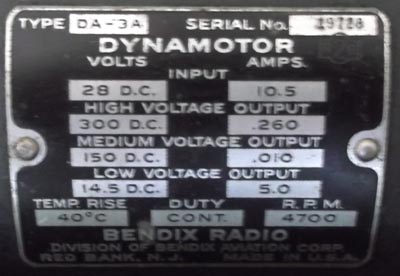 TYPE DA-3A SERIAL No.
DYNAMOTOR
VOLTS AMPS.
INPUT
28 D.C. 10.5
HIGH VOLTAGE OUTPUT
300 D.C. .260
MEDIUM VOLTAGE OUTPUT
150 D.C. .010
LOW VOLTAGE OUTPUT
14.5 D.C. 5.0
TEMP. RISE DUTY R.P.M.
40°C CONT. 4700
BENDIX RADIO
DIVISION OF BENDIX AVIATION CORP.
RED BANK, N.J. MADE IN U.S.A.